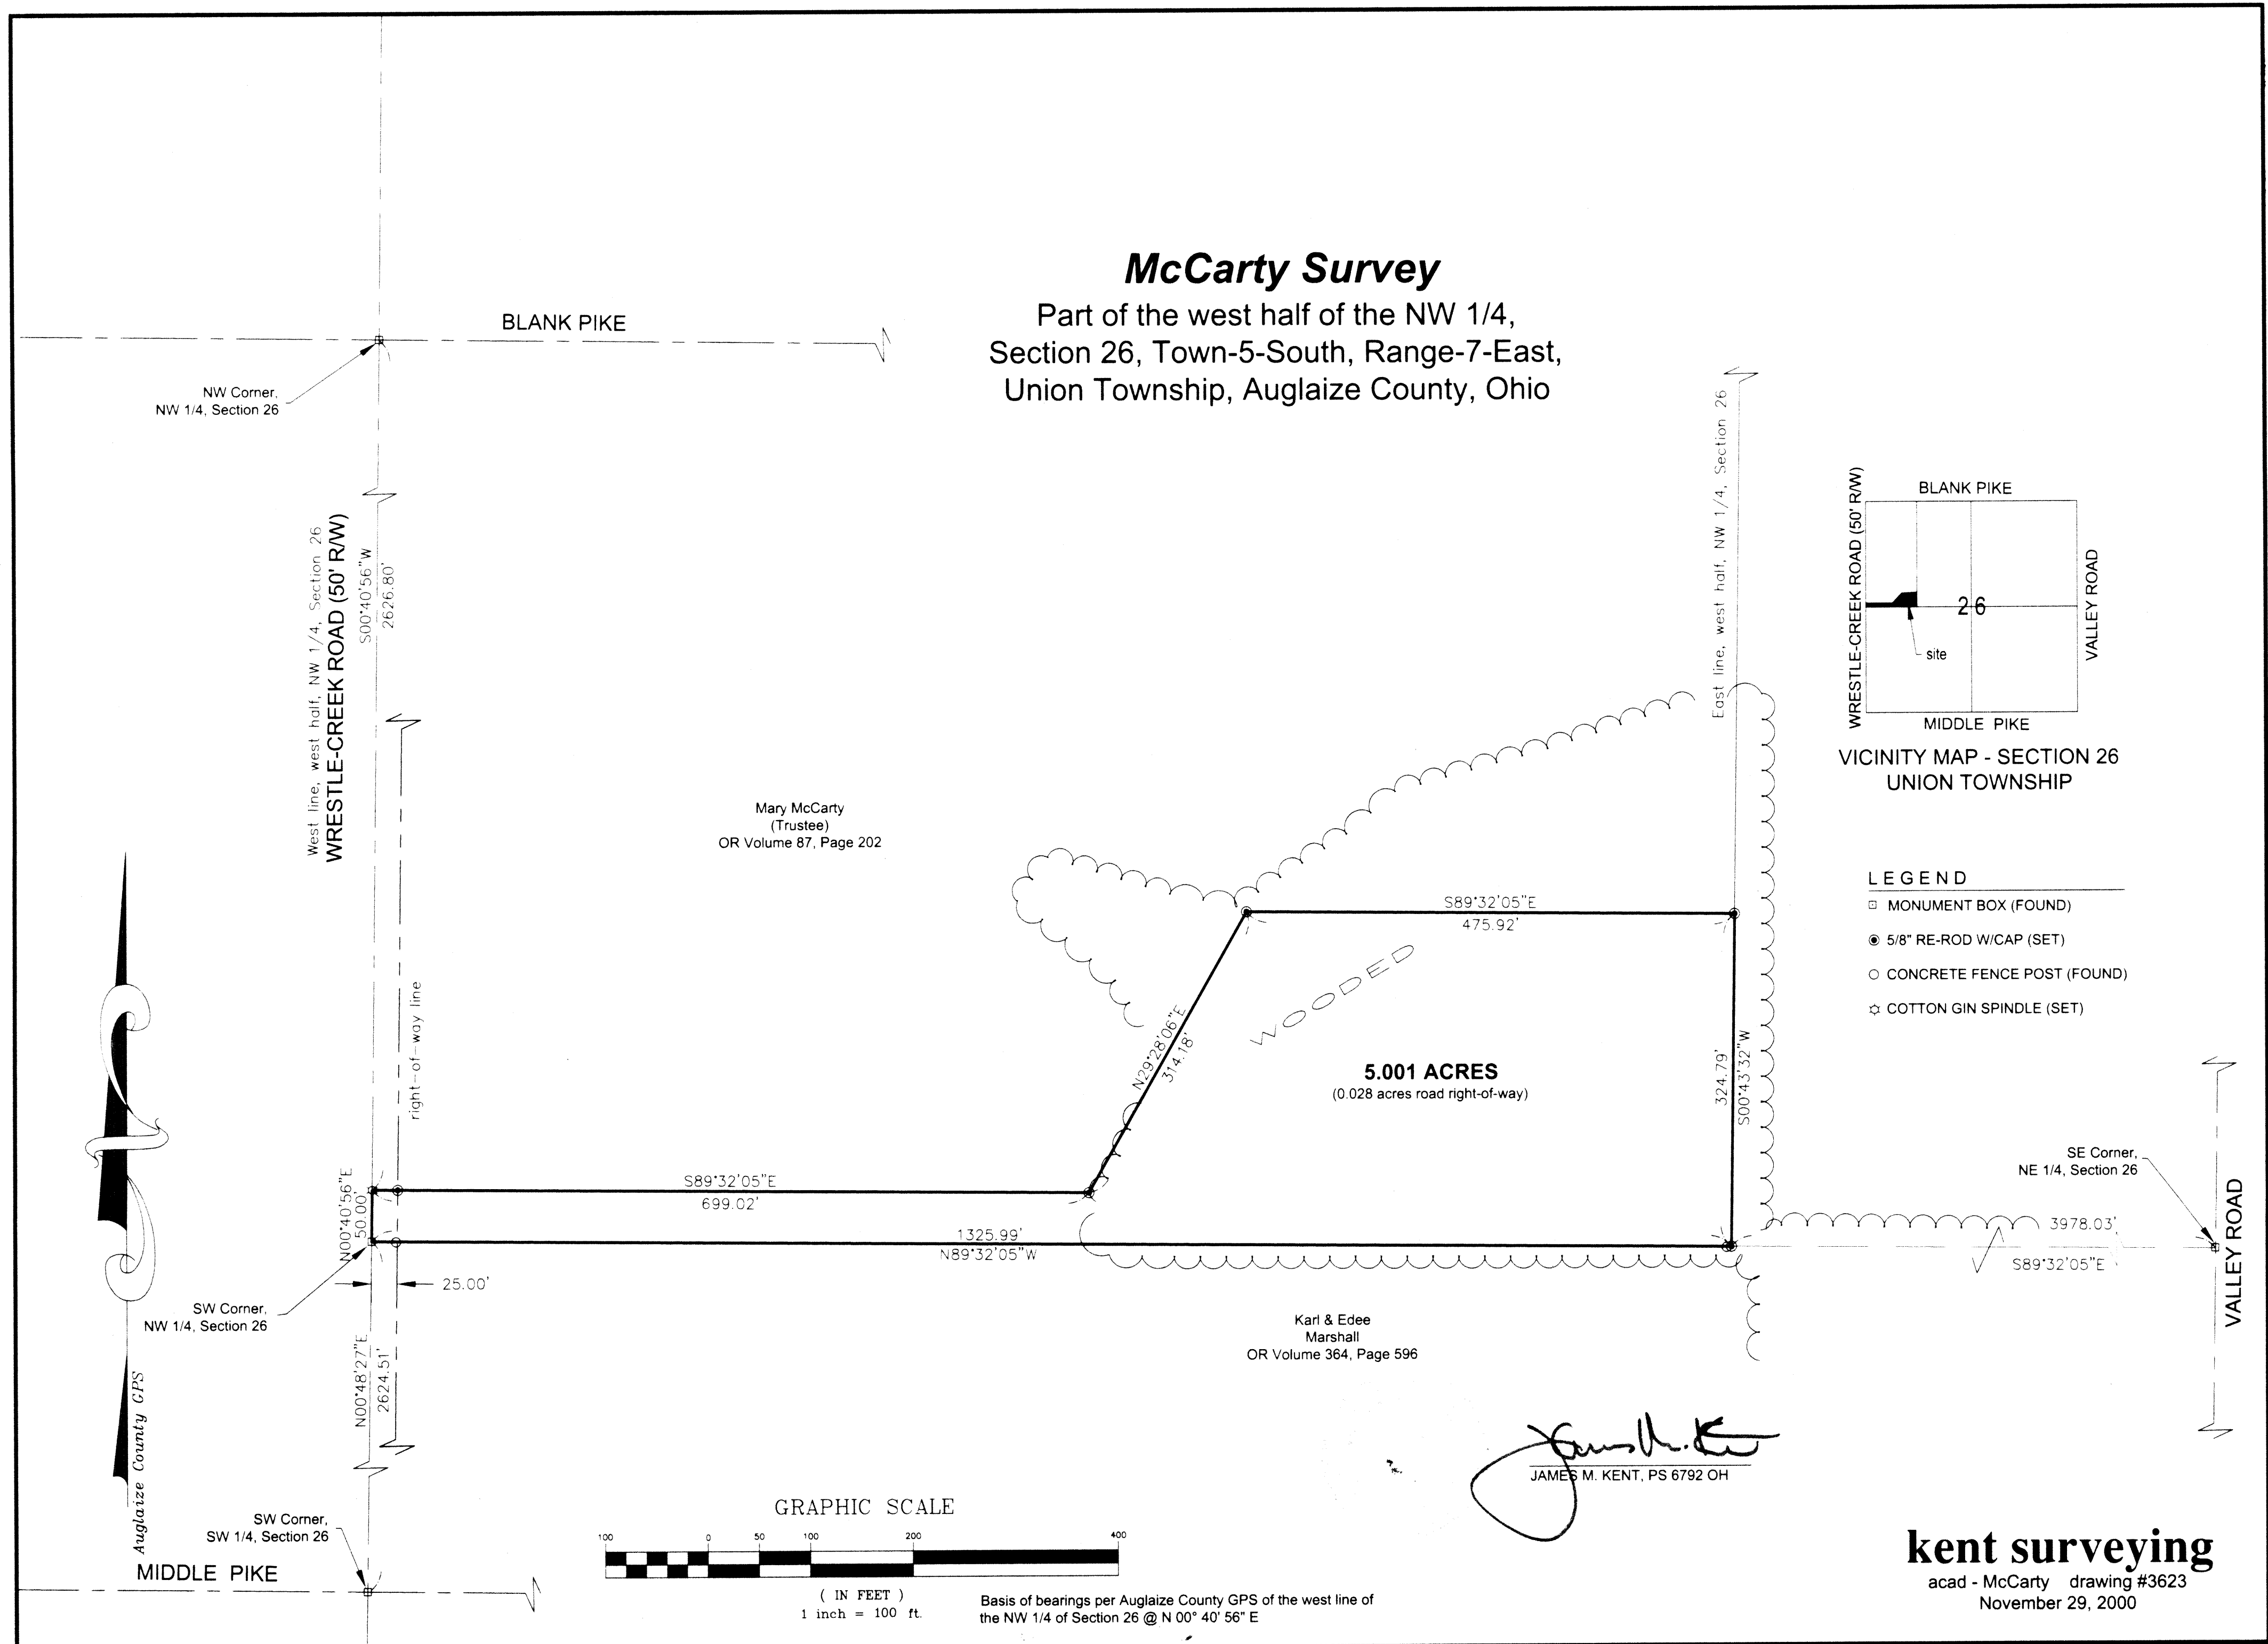 McCarty Survey
Part of the west half of the NW 1/4,
Section 26, Town-5-South, Range-7-East,
Union Township, Auglaize County, Ohio
BLANK PIKE
NW Corner,
NW 1/4, Section 26
West line, west half, NW 1/4, Section 26
WRESTLE-CREEK ROAD (50' R/W)
S00°40'56"W
2626.80'
right-of-way line
Mary McCarty
(Trustee)
OR Volume 87, Page 202
East line, west half, NW 1/4, Section 26
BLANK PIKE
WRESTLE-CREEK ROAD (50' R/W)
VALLEY ROAD
26
site
MIDDLE PIKE
VICINITY MAP - SECTION 26
UNION TOWNSHIP
LEGEND
MONUMENT BOX (FOUND)
5/8" RE-ROD W/CAP (SET)
CONCRETE FENCE POST (FOUND)
COTTON GIN SPINDLE (SET)
S89°32'05"E
475.92'
WOODED
N29°28'06"E
314.18'
5.001 ACRES
(0.028 acres road right-of-way)
324.79'
S00°43'32"W
N00°40'56"E
50.00'
S89°32'05"E
699.02'
1325.99'
N89°32'05"W
25.00'
SW Corner,
NW 1/4, Section 26
N00°48'27"E
2624.51'
SE Corner,
NE 1/4, Section 26
3978.03'
S89°32'05"E
VALLEY ROAD
Karl & Edee
Marshall
OR Volume 364, Page 596
Auglaize County GPS
SW Corner,
SW 1/4, Section 26
MIDDLE PIKE
GRAPHIC SCALE
100 0 50 100 200 400
( IN FEET )
1 inch = 100 ft.
Basis of bearings per Auglaize County GPS of the west line of
the NW 1/4 of Section 26 @ N 00° 40' 56" E
James M. Kent
JAMES M. KENT, PS 6792 OH
kent surveying
acad - McCarty drawing #3623
November 29, 2000